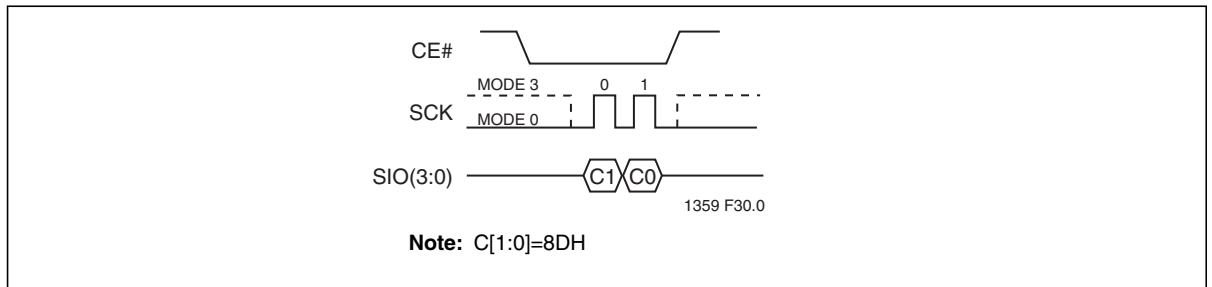 CE#
MODE 3 0 1
SCK
MODE 0
SIO(3:0) C1 C0
1359 F30.0
Note: C[1:0]=8DH